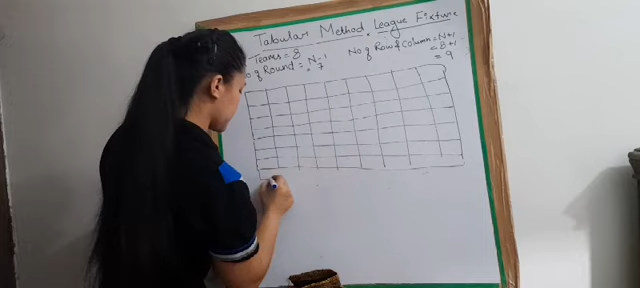 Tabular Method. League Fixture
Teams = 8
No of Row & Column = N+1
= 8+1
= 9
o of Round = N-1
= 7